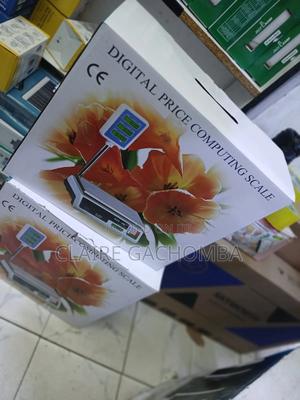 DIGITAL PRICE COMPUTING SCALE
CE
DIGITAL PRICE COMPUTING SCALE
CE
CLAIRE GACHOMBA